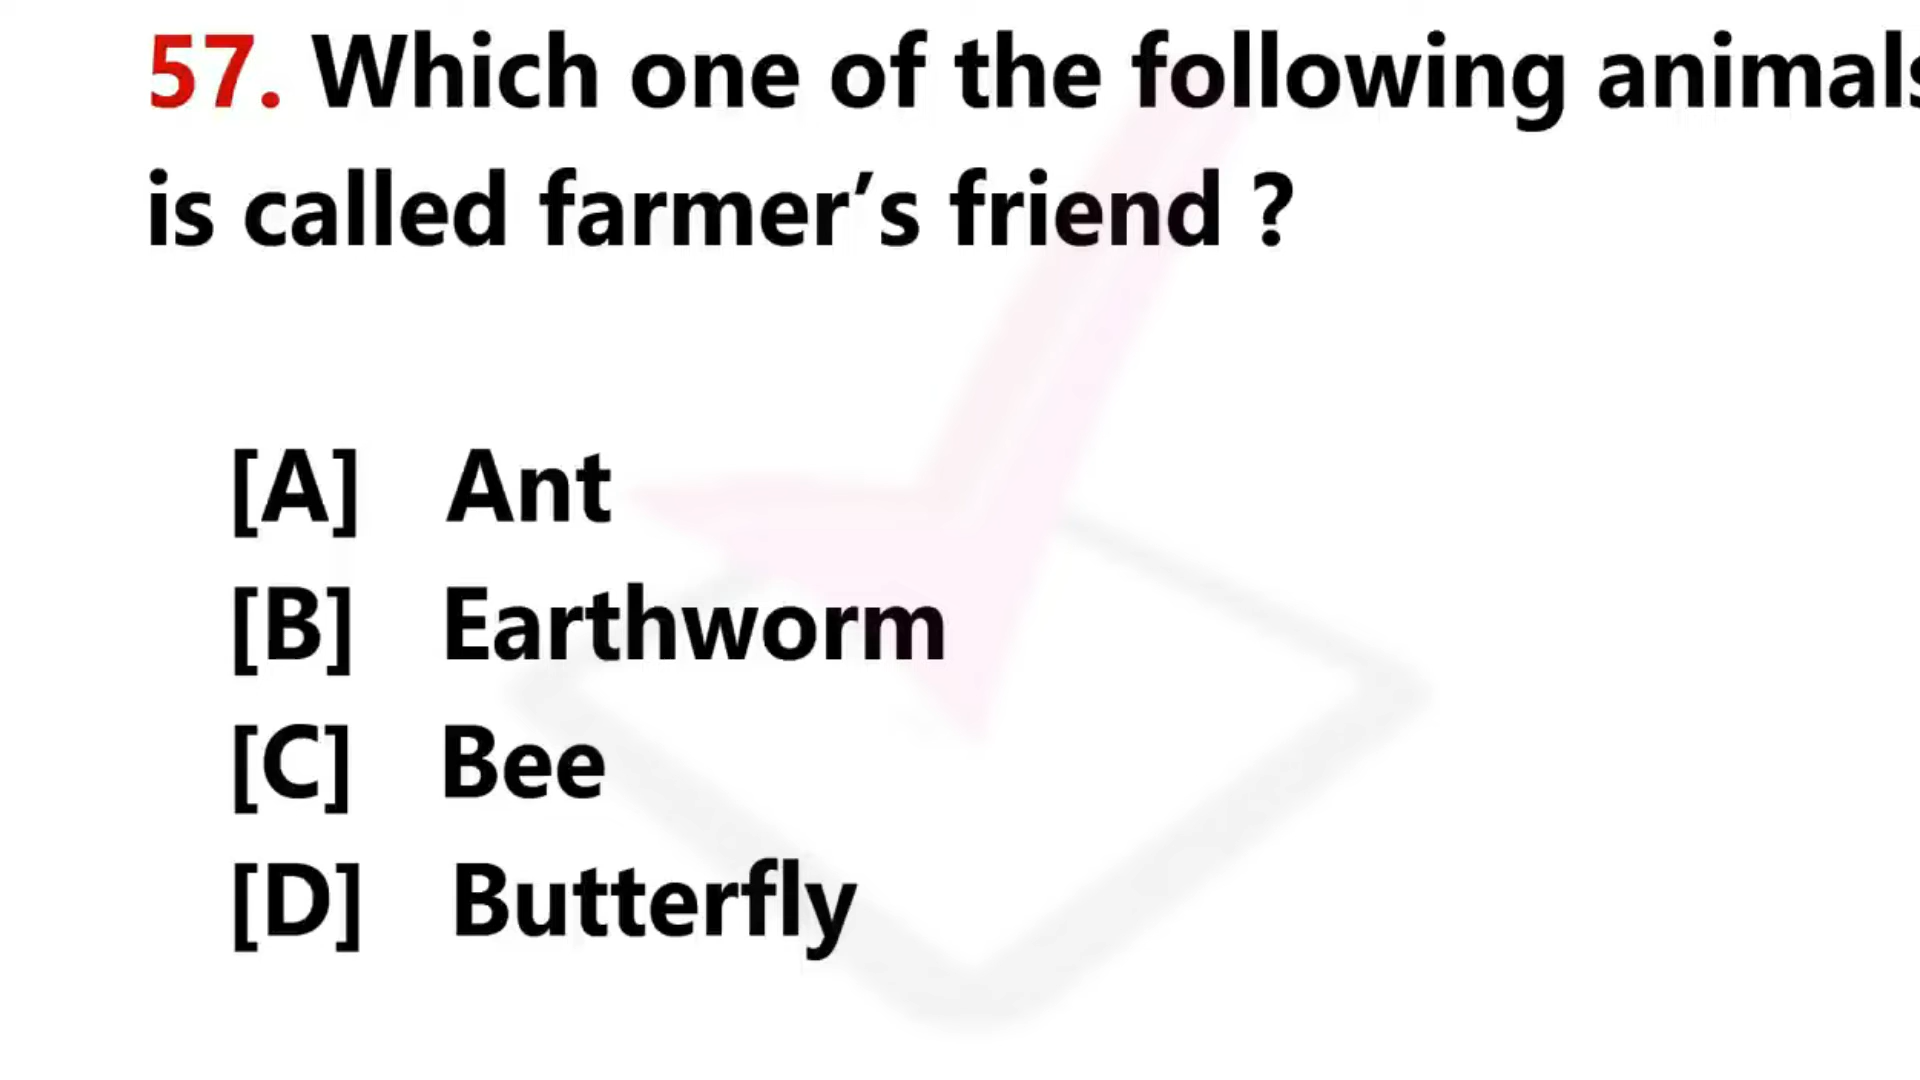 57. Which one of the following animals
is called farmer’s friend ?
[A] Ant
[B] Earthworm
[C] Bee
[D] Butterfly